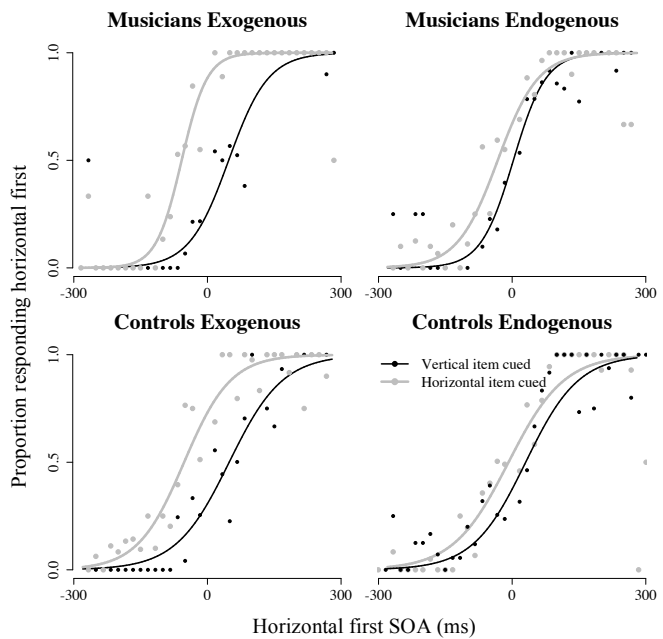 Musicians Exogenous
Musicians Endogenous
1.0
0.5
0.0
-300 0 300
-300 0 300
Controls Exogenous
Controls Endogenous
1.0
0.5
0.0
Vertical item cued
Horizontal item cued
-300 0 300
-300 0 300
Proportion responding horizontal first
Horizontal first SOA (ms)